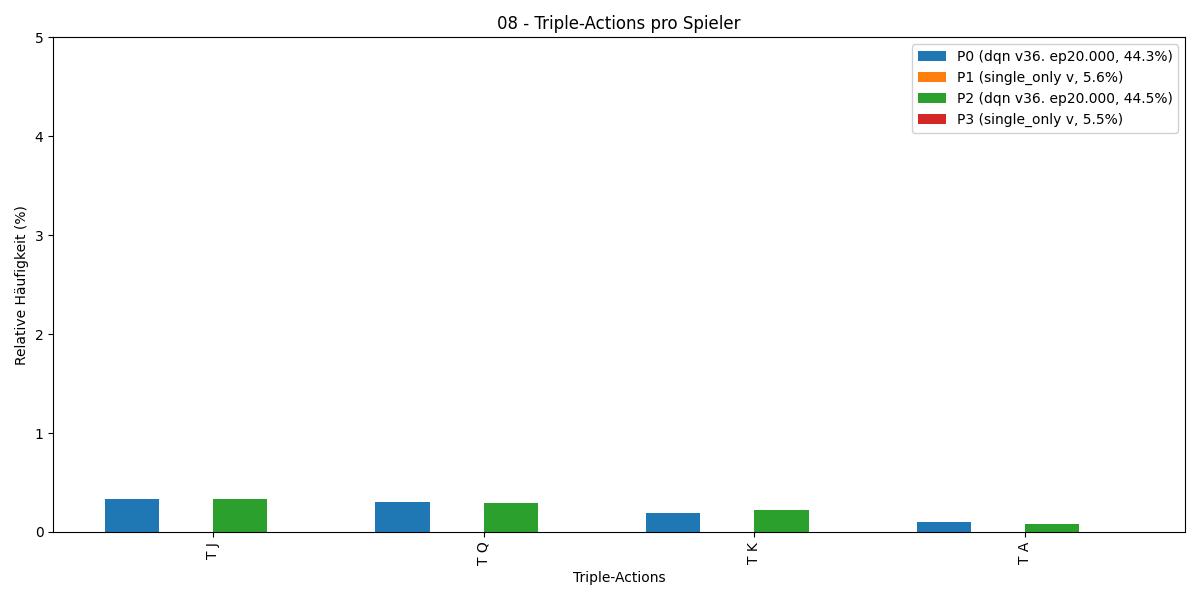 08 - Triple-Actions pro Spieler
P0 (dqn v36. ep20.000, 44.3%)
P1 (single_only v, 5.6%)
P2 (dqn v36. ep20.000, 44.5%)
P3 (single_only v, 5.5%)
Relative Häufigkeit (%)
5
4
3
2
1
0
T J
T Q
T K
T A
Triple-Actions